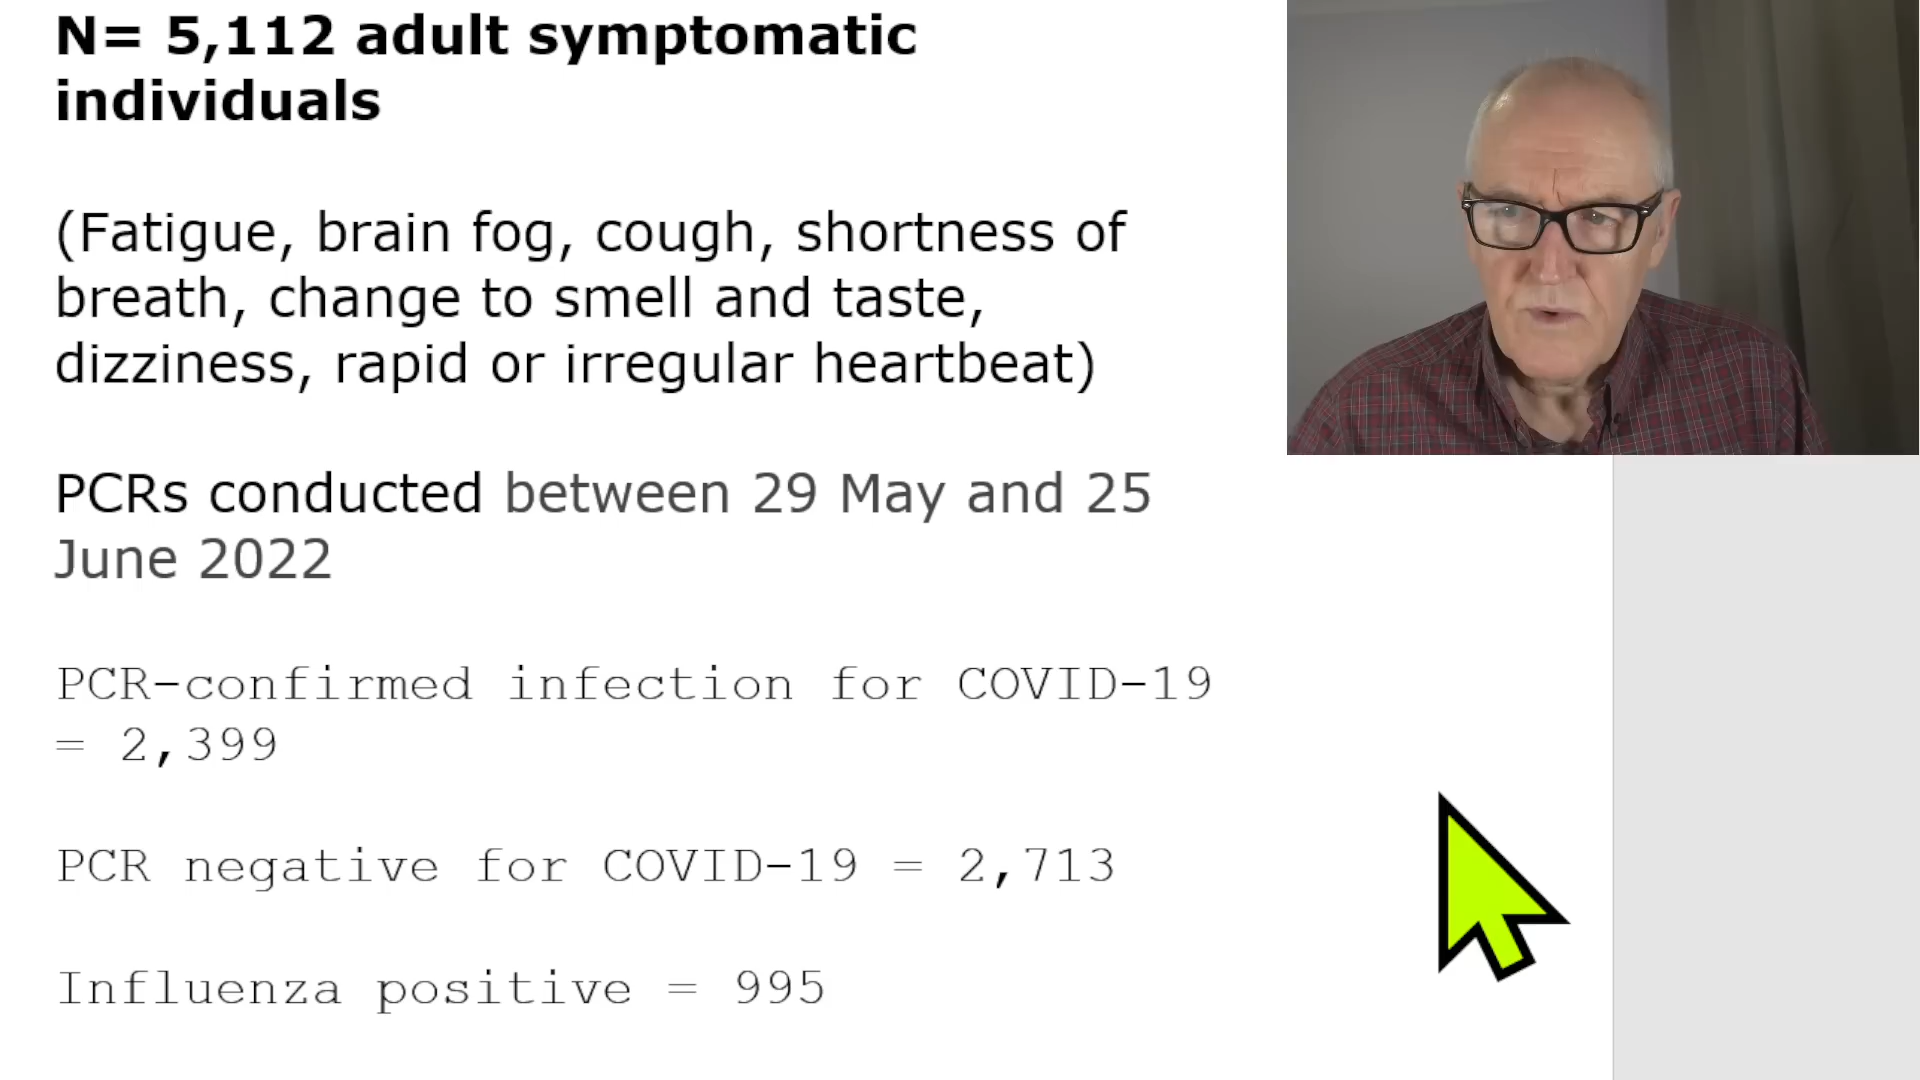 N= 5,112 adult symptomatic
individuals
(Fatigue, brain fog, cough, shortness of
breath, change to smell and taste,
dizziness, rapid or irregular heartbeat)
PCRs conducted between 29 May and 25
June 2022
PCR-confirmed infection for COVID-19
= 2,399
PCR negative for COVID-19 = 2,713
Influenza positive = 995